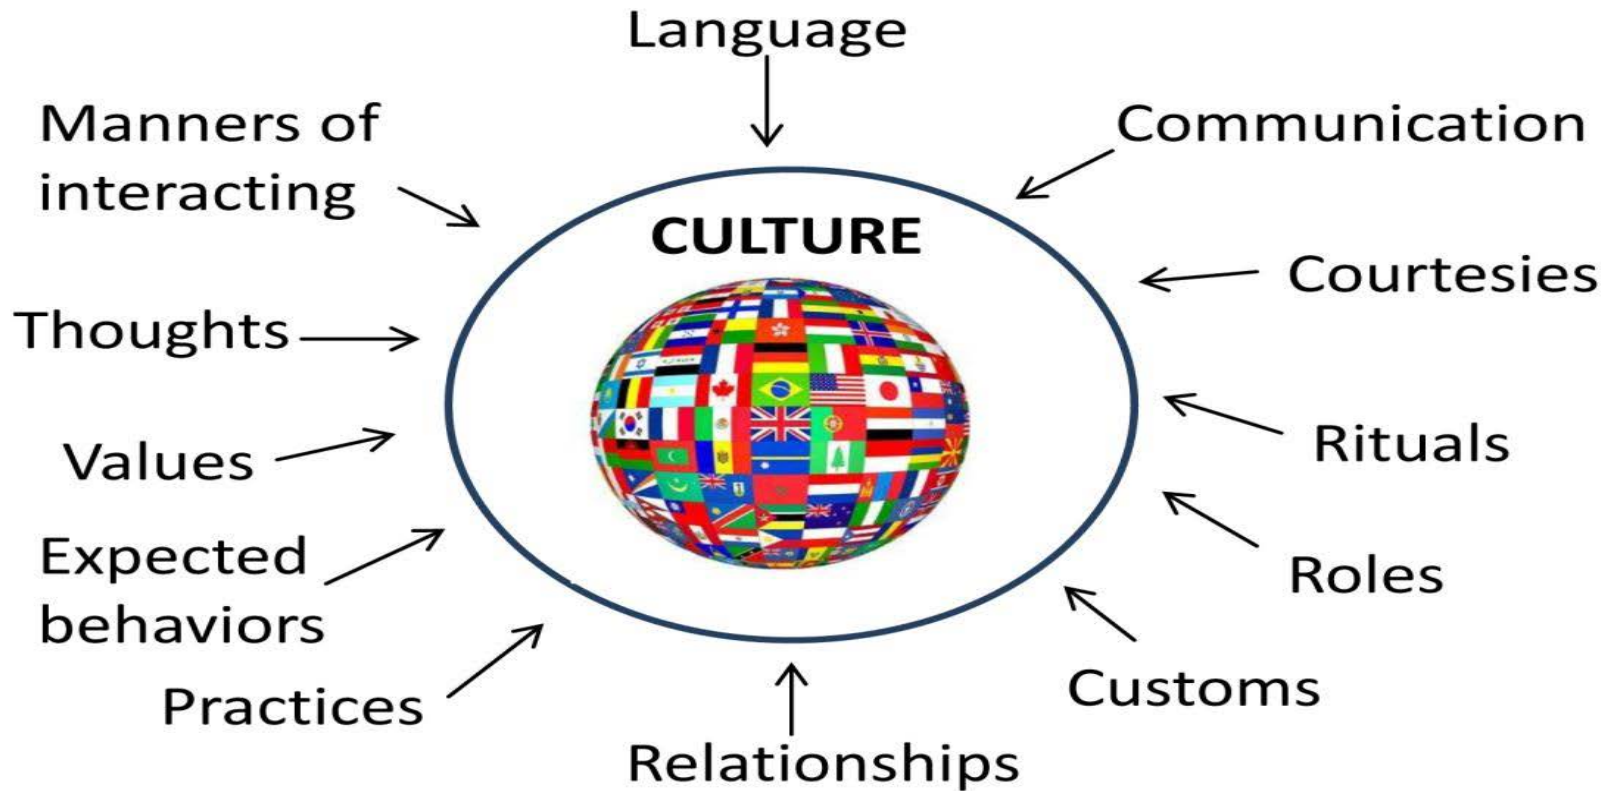 Language
Manners of
interacting
Communication
CULTURE
Courtesies
Thoughts
Values
Rituals
Expected
behaviors
Roles
Practices
Customs
Relationships